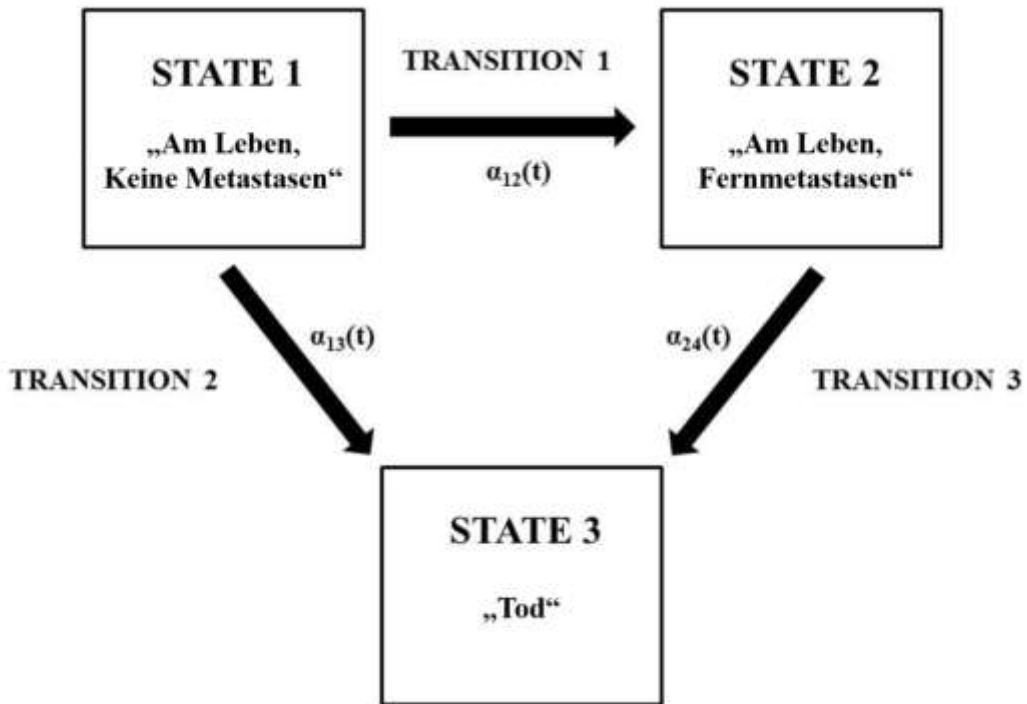 STATE 1
„Am Leben,
Keine Metastasen“
TRANSITION 1
α₁₂(t)
STATE 2
„Am Leben,
Fernmetastasen“
α₁₃(t)
α₂₄(t)
TRANSITION 2
TRANSITION 3
STATE 3
„Tod“